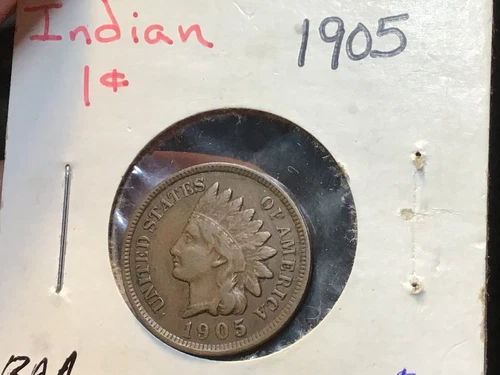 Indian 1905
1¢
UNITED STATES OF AMERICA
1905